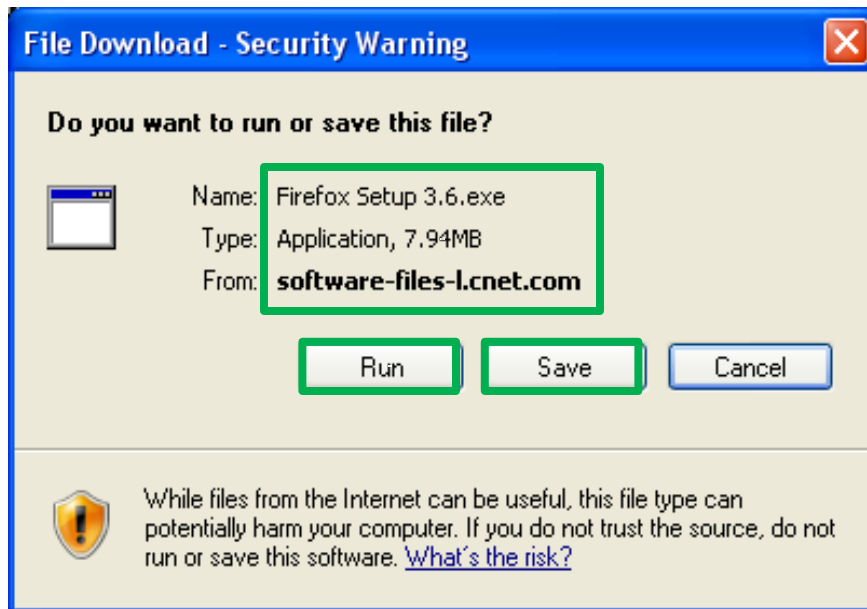 File Download - Security Warning
Do you want to run or save this file?
Name: Firefox Setup 3.6.exe
Type: Application, 7.94MB
From: software-files-l.cnet.com
Run Save Cancel
While files from the Internet can be useful, this file type can
potentially harm your computer. If you do not trust the source, do not
run or save this software. What's the risk?